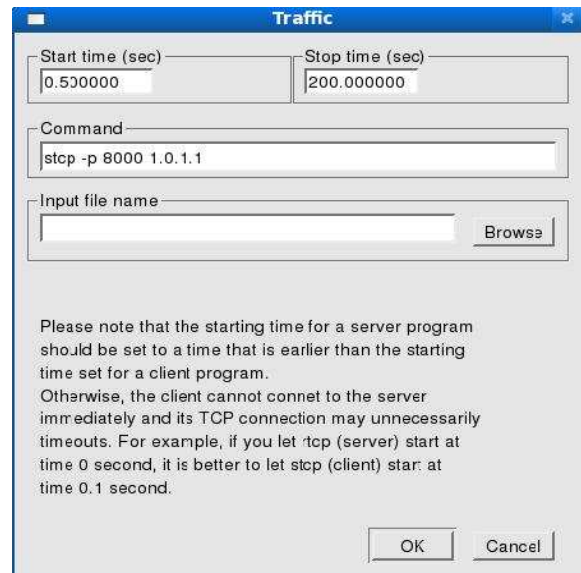 Traffic
Start time (sec)
0.500000
Stop time (sec)
200.000000
Command
stcp -p 8000 1.0.1.1
Input file name
Browse
Please note that the starting time for a server program
should be set to a time that is earlier than the starting
time set for a client program.
Otherwise, the client cannot connet to the server
immediately and its TCP connection may unnecessarily
timeouts. For example, if you let rtcp (server) start at
time 0 second, it is better to let stcp (client) start at
time 0.1 second.
OK
Cancel